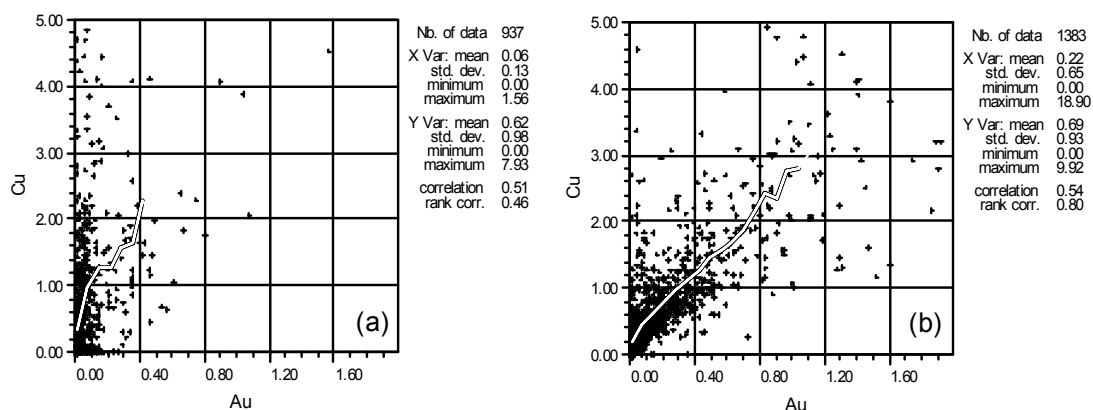 5.00
4.00
3.00
2.00
1.00
0.00
Cu
0.00 0.40 0.80 1.20 1.60
Au
(a)
Nb. of data 937
X Var: mean 0.06
std. dev. 0.13
minimum 0.00
maximum 1.56
Y Var: mean 0.62
std. dev. 0.98
minimum 0.00
maximum 7.93
correlation 0.51
rank corr. 0.46
5.00
4.00
3.00
2.00
1.00
0.00
Cu
0.00 0.40 0.80 1.20 1.60
Au
(b)
Nb. of data 1383
X Var: mean 0.22
std. dev. 0.65
minimum 0.00
maximum 18.90
Y Var: mean 0.69
std. dev. 0.93
minimum 0.00
maximum 9.92
correlation 0.54
rank corr. 0.80